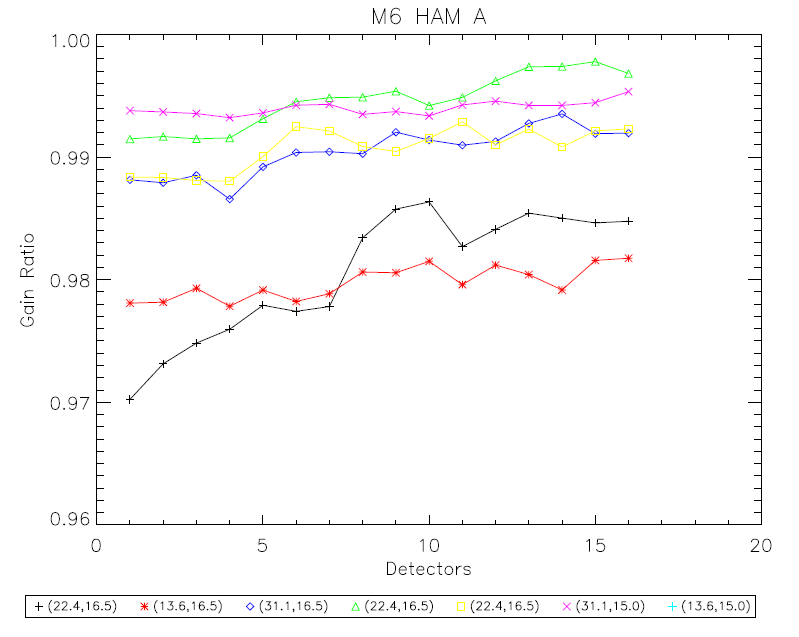 M6 HAM A
1.00
0.99
0.98
0.97
0.96
Gain Ratio
0 5 10 15 20
Detectors
(22.4,16.5) (13.6,16.5) (31.1,16.5) (22.4,16.5) (22.4,16.5) (31.1,15.0) (13.6,15.0)